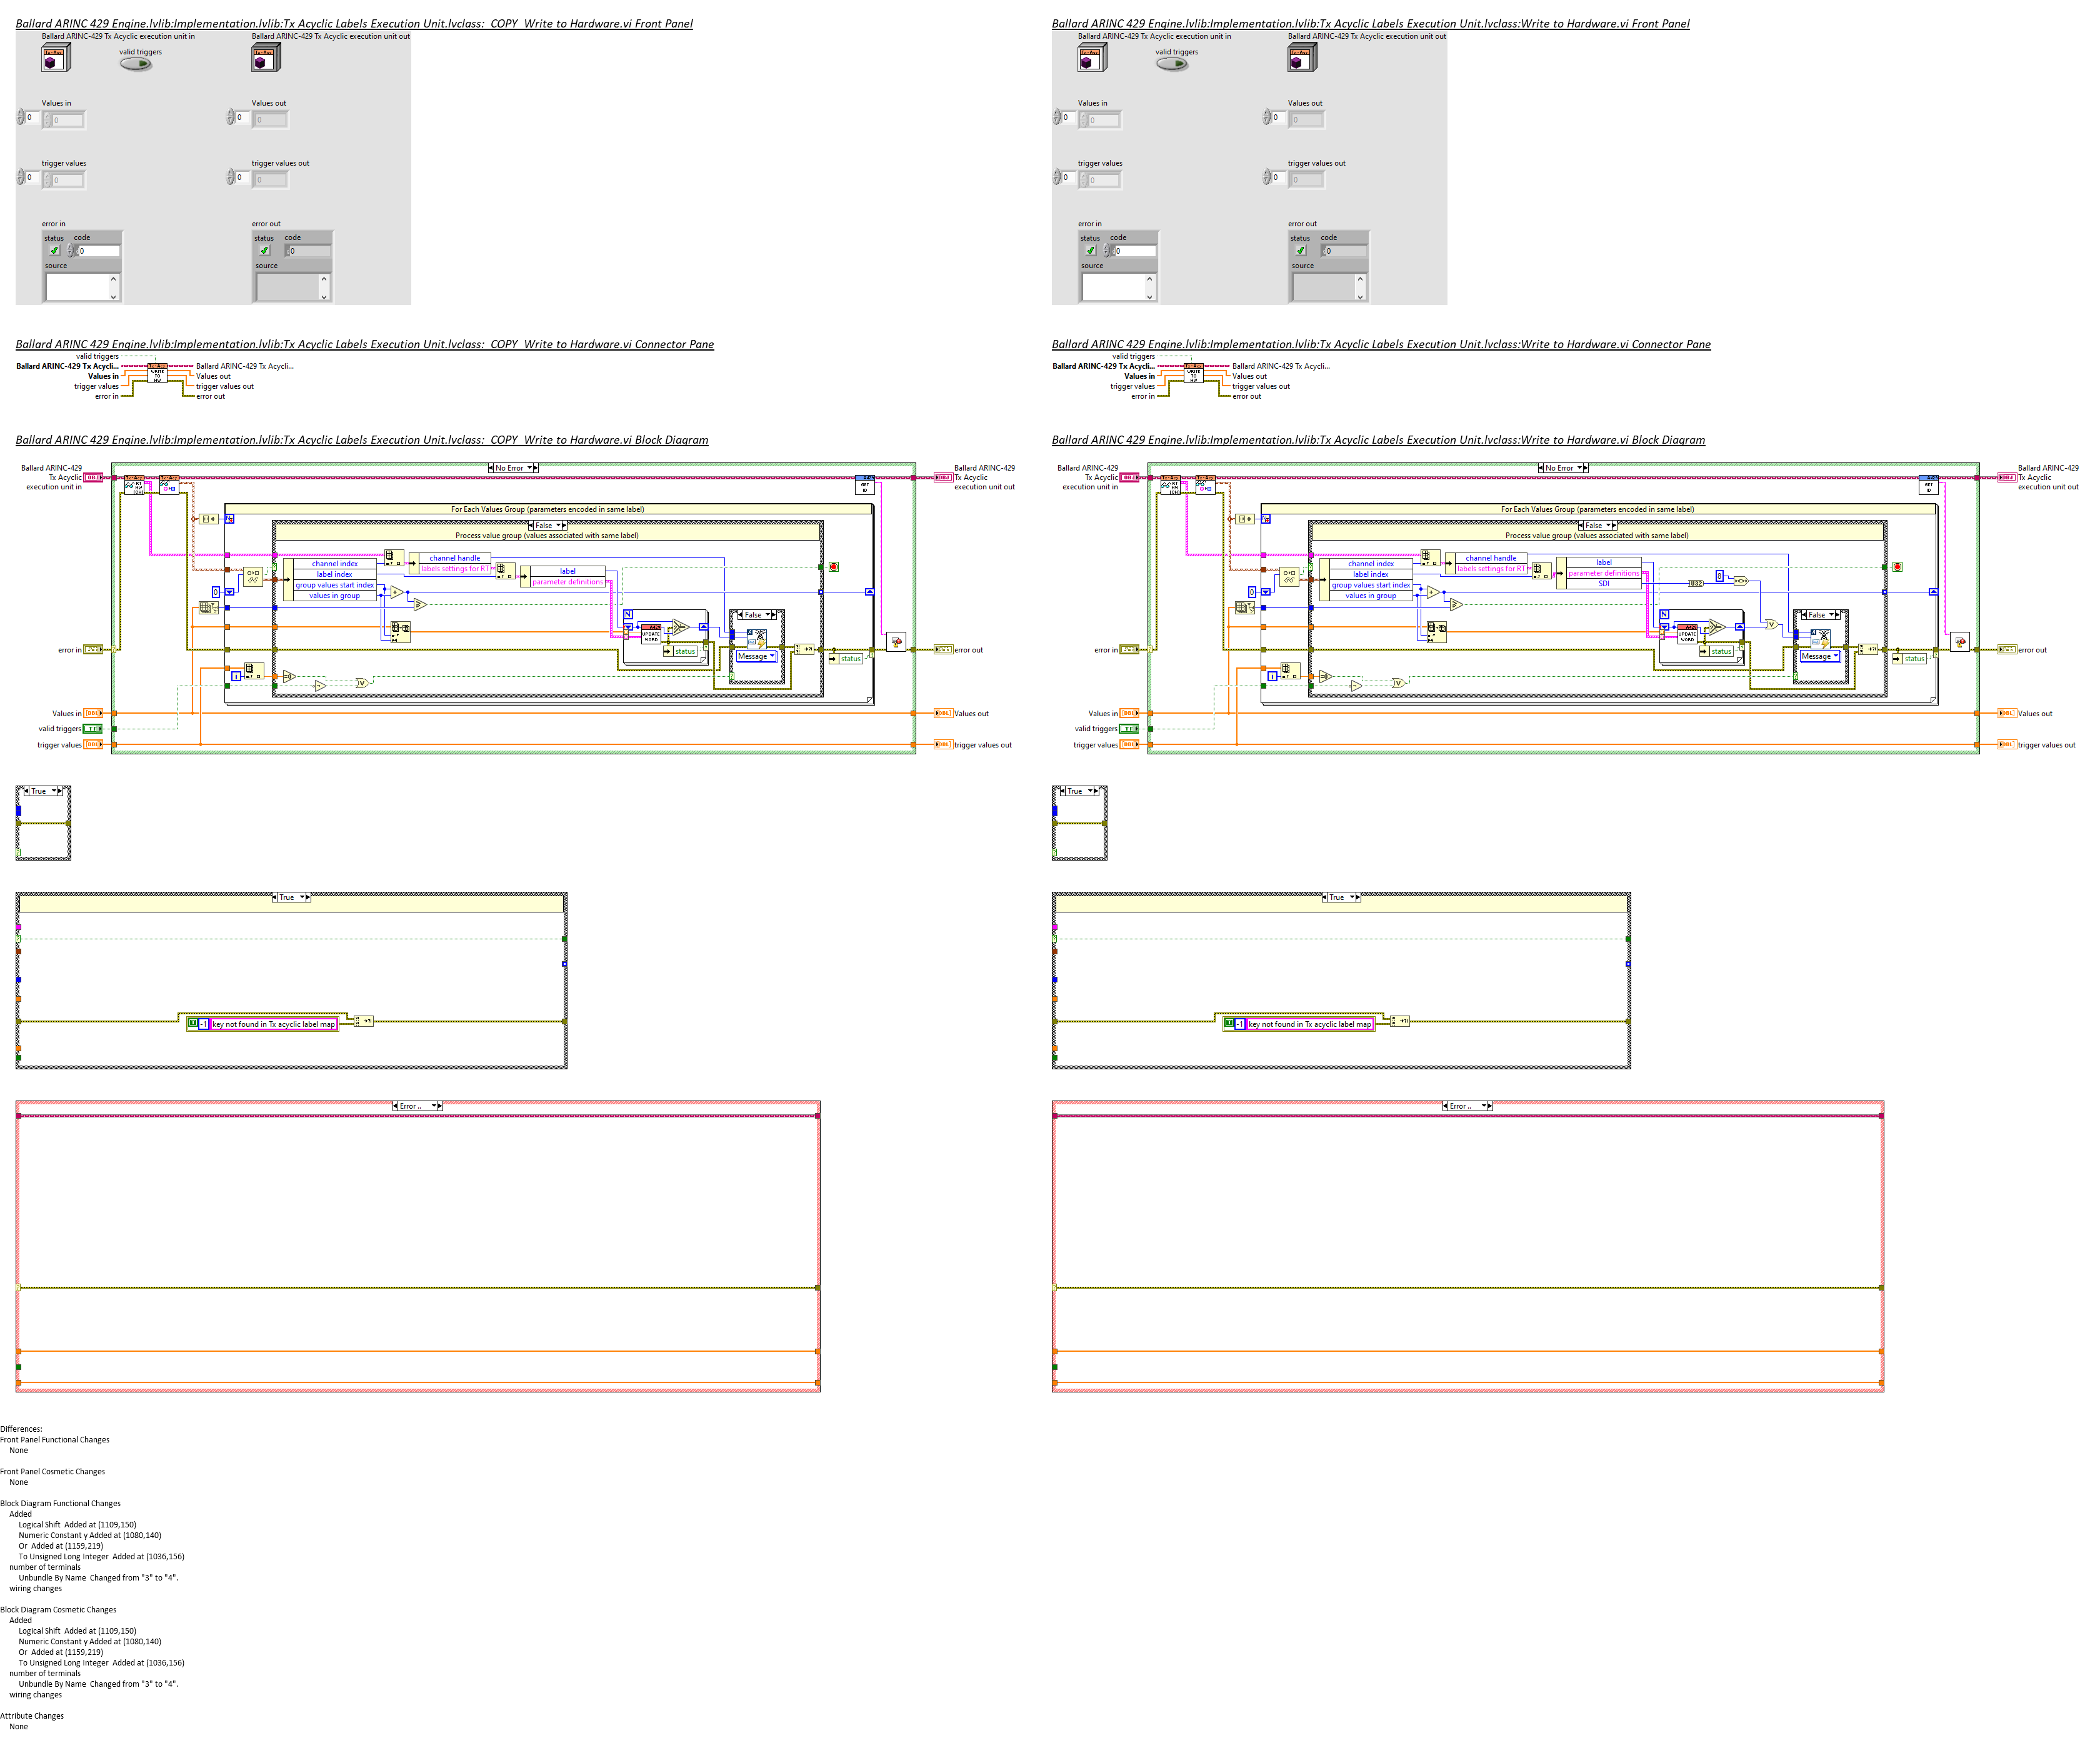 Ballard ARINC 429 Engine.lvlib:Implementation.lvlib:Tx Acyclic Labels Execution Unit.lvclass:_COPY_Write to Hardware.vi Front Panel
Ballard ARINC-429 Tx Acyclic execution unit in
Ballard ARINC-429 Tx Acyclic execution unit out
valid triggers
Values in
Values out
0
0
0
0
trigger values
trigger values out
0
0
0
0
error in
error out
status code
status code
0
0
source
source
Ballard ARINC 429 Engine.lvlib:Implementation.lvlib:Tx Acyclic Labels Execution Unit.lvclass:Write to Hardware.vi Front Panel
Ballard ARINC-429 Tx Acyclic execution unit in
Ballard ARINC-429 Tx Acyclic execution unit out
valid triggers
Values in
Values out
0
0
0
0
trigger values
trigger values out
0
0
0
0
error in
error out
status code
status code
0
0
source
source
Ballard ARINC 429 Engine.lvlib:Implementation.lvlib:Tx Acyclic Labels Execution Unit.lvclass:_COPY_Write to Hardware.vi Connector Pane
valid triggers
Ballard ARINC-429 Tx Acycli...
Ballard ARINC-429 Tx Acycli...
Values in
Values out
trigger values
trigger values out
error in
error out
WRITE TO HW
Ballard ARINC 429 Engine.lvlib:Implementation.lvlib:Tx Acyclic Labels Execution Unit.lvclass:Write to Hardware.vi Connector Pane
valid triggers
Ballard ARINC-429 Tx Acycli...
Ballard ARINC-429 Tx Acycli...
Values in
Values out
trigger values
trigger values out
error in
error out
WRITE TO HW
Ballard ARINC 429 Engine.lvlib:Implementation.lvlib:Tx Acyclic Labels Execution Unit.lvclass:_COPY_Write to Hardware.vi Block Diagram
No Error
Ballard ARINC-429
Tx Acyclic
execution unit in
Ballard ARINC-429
Tx Acyclic
execution unit out
GET ID
For Each Values Group (parameters encoded in same label)
False
Process value group (values associated with same label)
channel handle
labels settings for RT
channel index
label index
group values start index
values in group
label
parameter definitions
0
N
UPDATE WORD
status
False
Message
status
i
error in
error out
Values in
Values out
valid triggers
trigger values
trigger values out
Ballard ARINC 429 Engine.lvlib:Implementation.lvlib:Tx Acyclic Labels Execution Unit.lvclass:Write to Hardware.vi Block Diagram
No Error
Ballard ARINC-429
Tx Acyclic
execution unit in
Ballard ARINC-429
Tx Acyclic
execution unit out
GET ID
For Each Values Group (parameters encoded in same label)
False
Process value group (values associated with same label)
channel handle
labels settings for RT
channel index
label index
group values start index
values in group
label
parameter definitions
SDI
U32
8
0
N
UPDATE WORD
status
False
Message
status
i
error in
error out
Values in
Values out
valid triggers
trigger values
trigger values out
True
True
True
True
-1 key not found in Tx acyclic label map
-1 key not found in Tx acyclic label map
Error ..
Error ..
Differences:
Front Panel Functional Changes
None
Front Panel Cosmetic Changes
None
Block Diagram Functional Changes
Added
Logical Shift Added at (1109,150)
Numeric Constant y Added at (1080,140)
Or Added at (1159,219)
To Unsigned Long Integer Added at (1036,156)
number of terminals
Unbundle By Name Changed from "3" to "4".
wiring changes
Block Diagram Cosmetic Changes
Added
Logical Shift Added at (1109,150)
Numeric Constant y Added at (1080,140)
Or Added at (1159,219)
To Unsigned Long Integer Added at (1036,156)
number of terminals
Unbundle By Name Changed from "3" to "4".
wiring changes
Attribute Changes
None